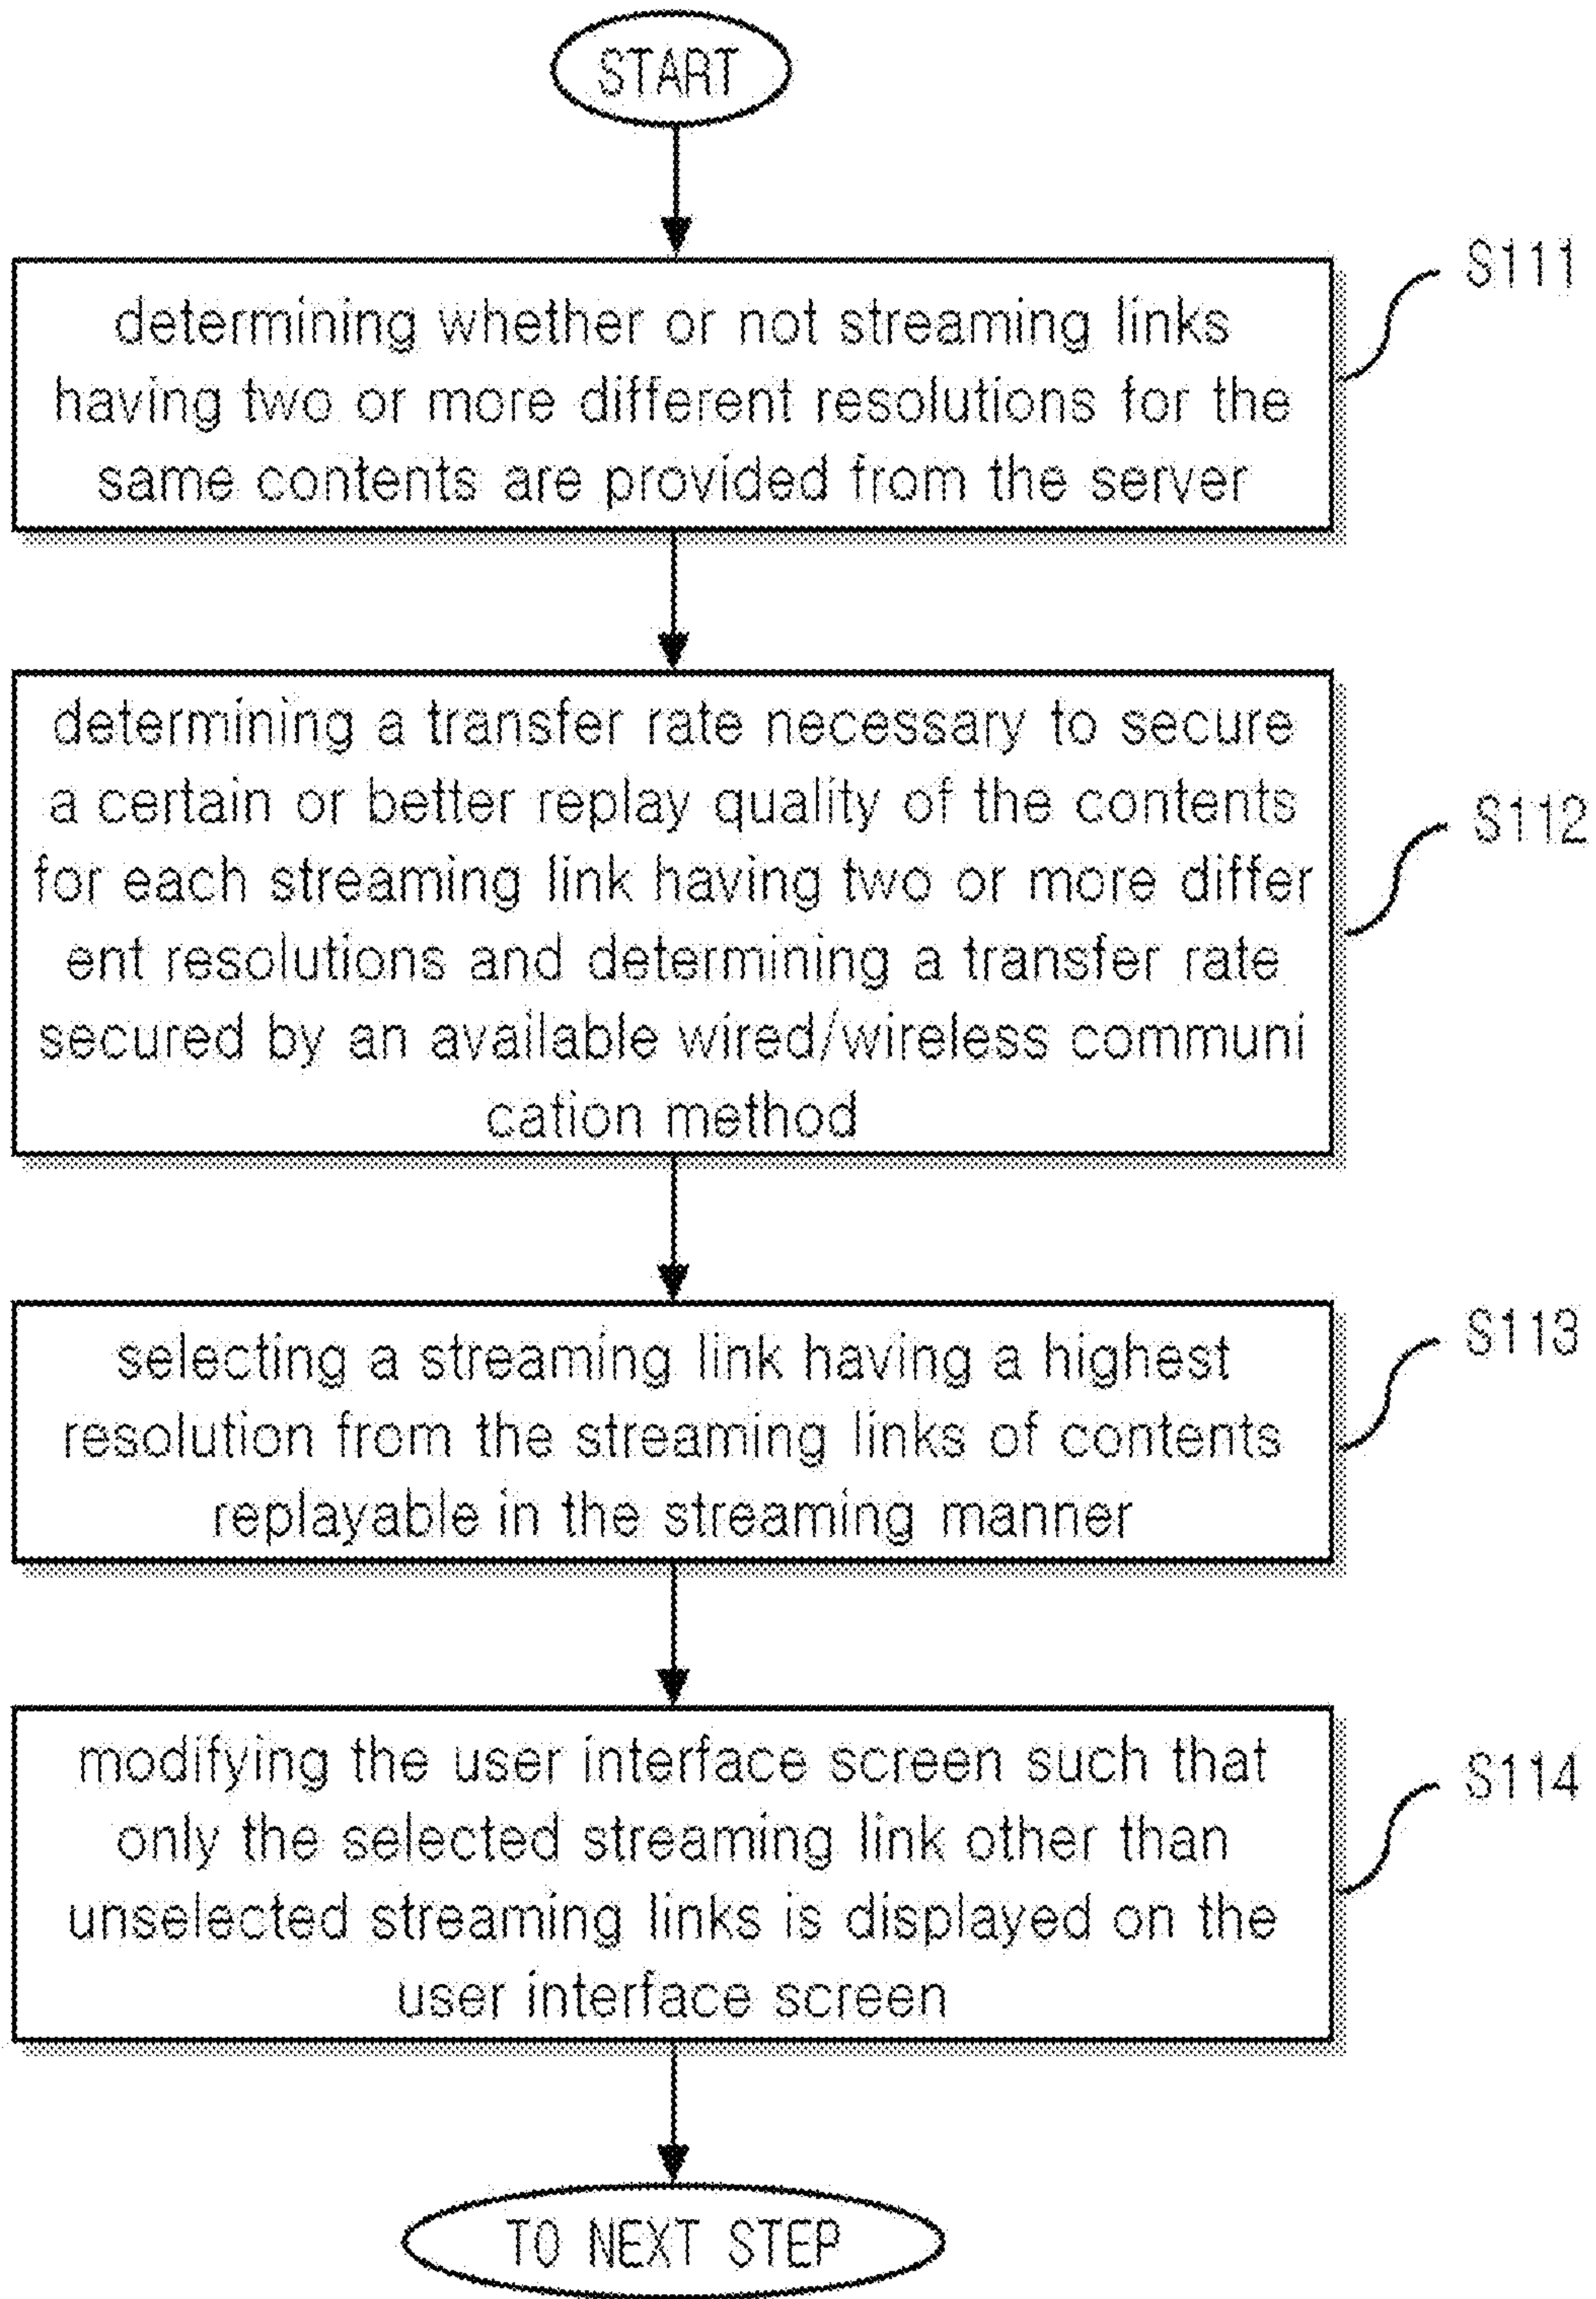 START
determining whether or not streaming links
having two or more different resolutions for the
same contents are provided from the server
S111
determining a transfer rate necessary to secure
a certain or better replay quality of the contents
for each streaming link having two or more differ
ent resolutions and determining a transfer rate
secured by an available wired/wireless communi
cation method
S112
selecting a streaming link having a highest
resolution from the streaming links of contents
replayable in the streaming manner
S113
modifying the user interface screen such that
only the selected streaming link other than
unselected streaming links is displayed on the
user interface screen
S114
TO NEXT STEP